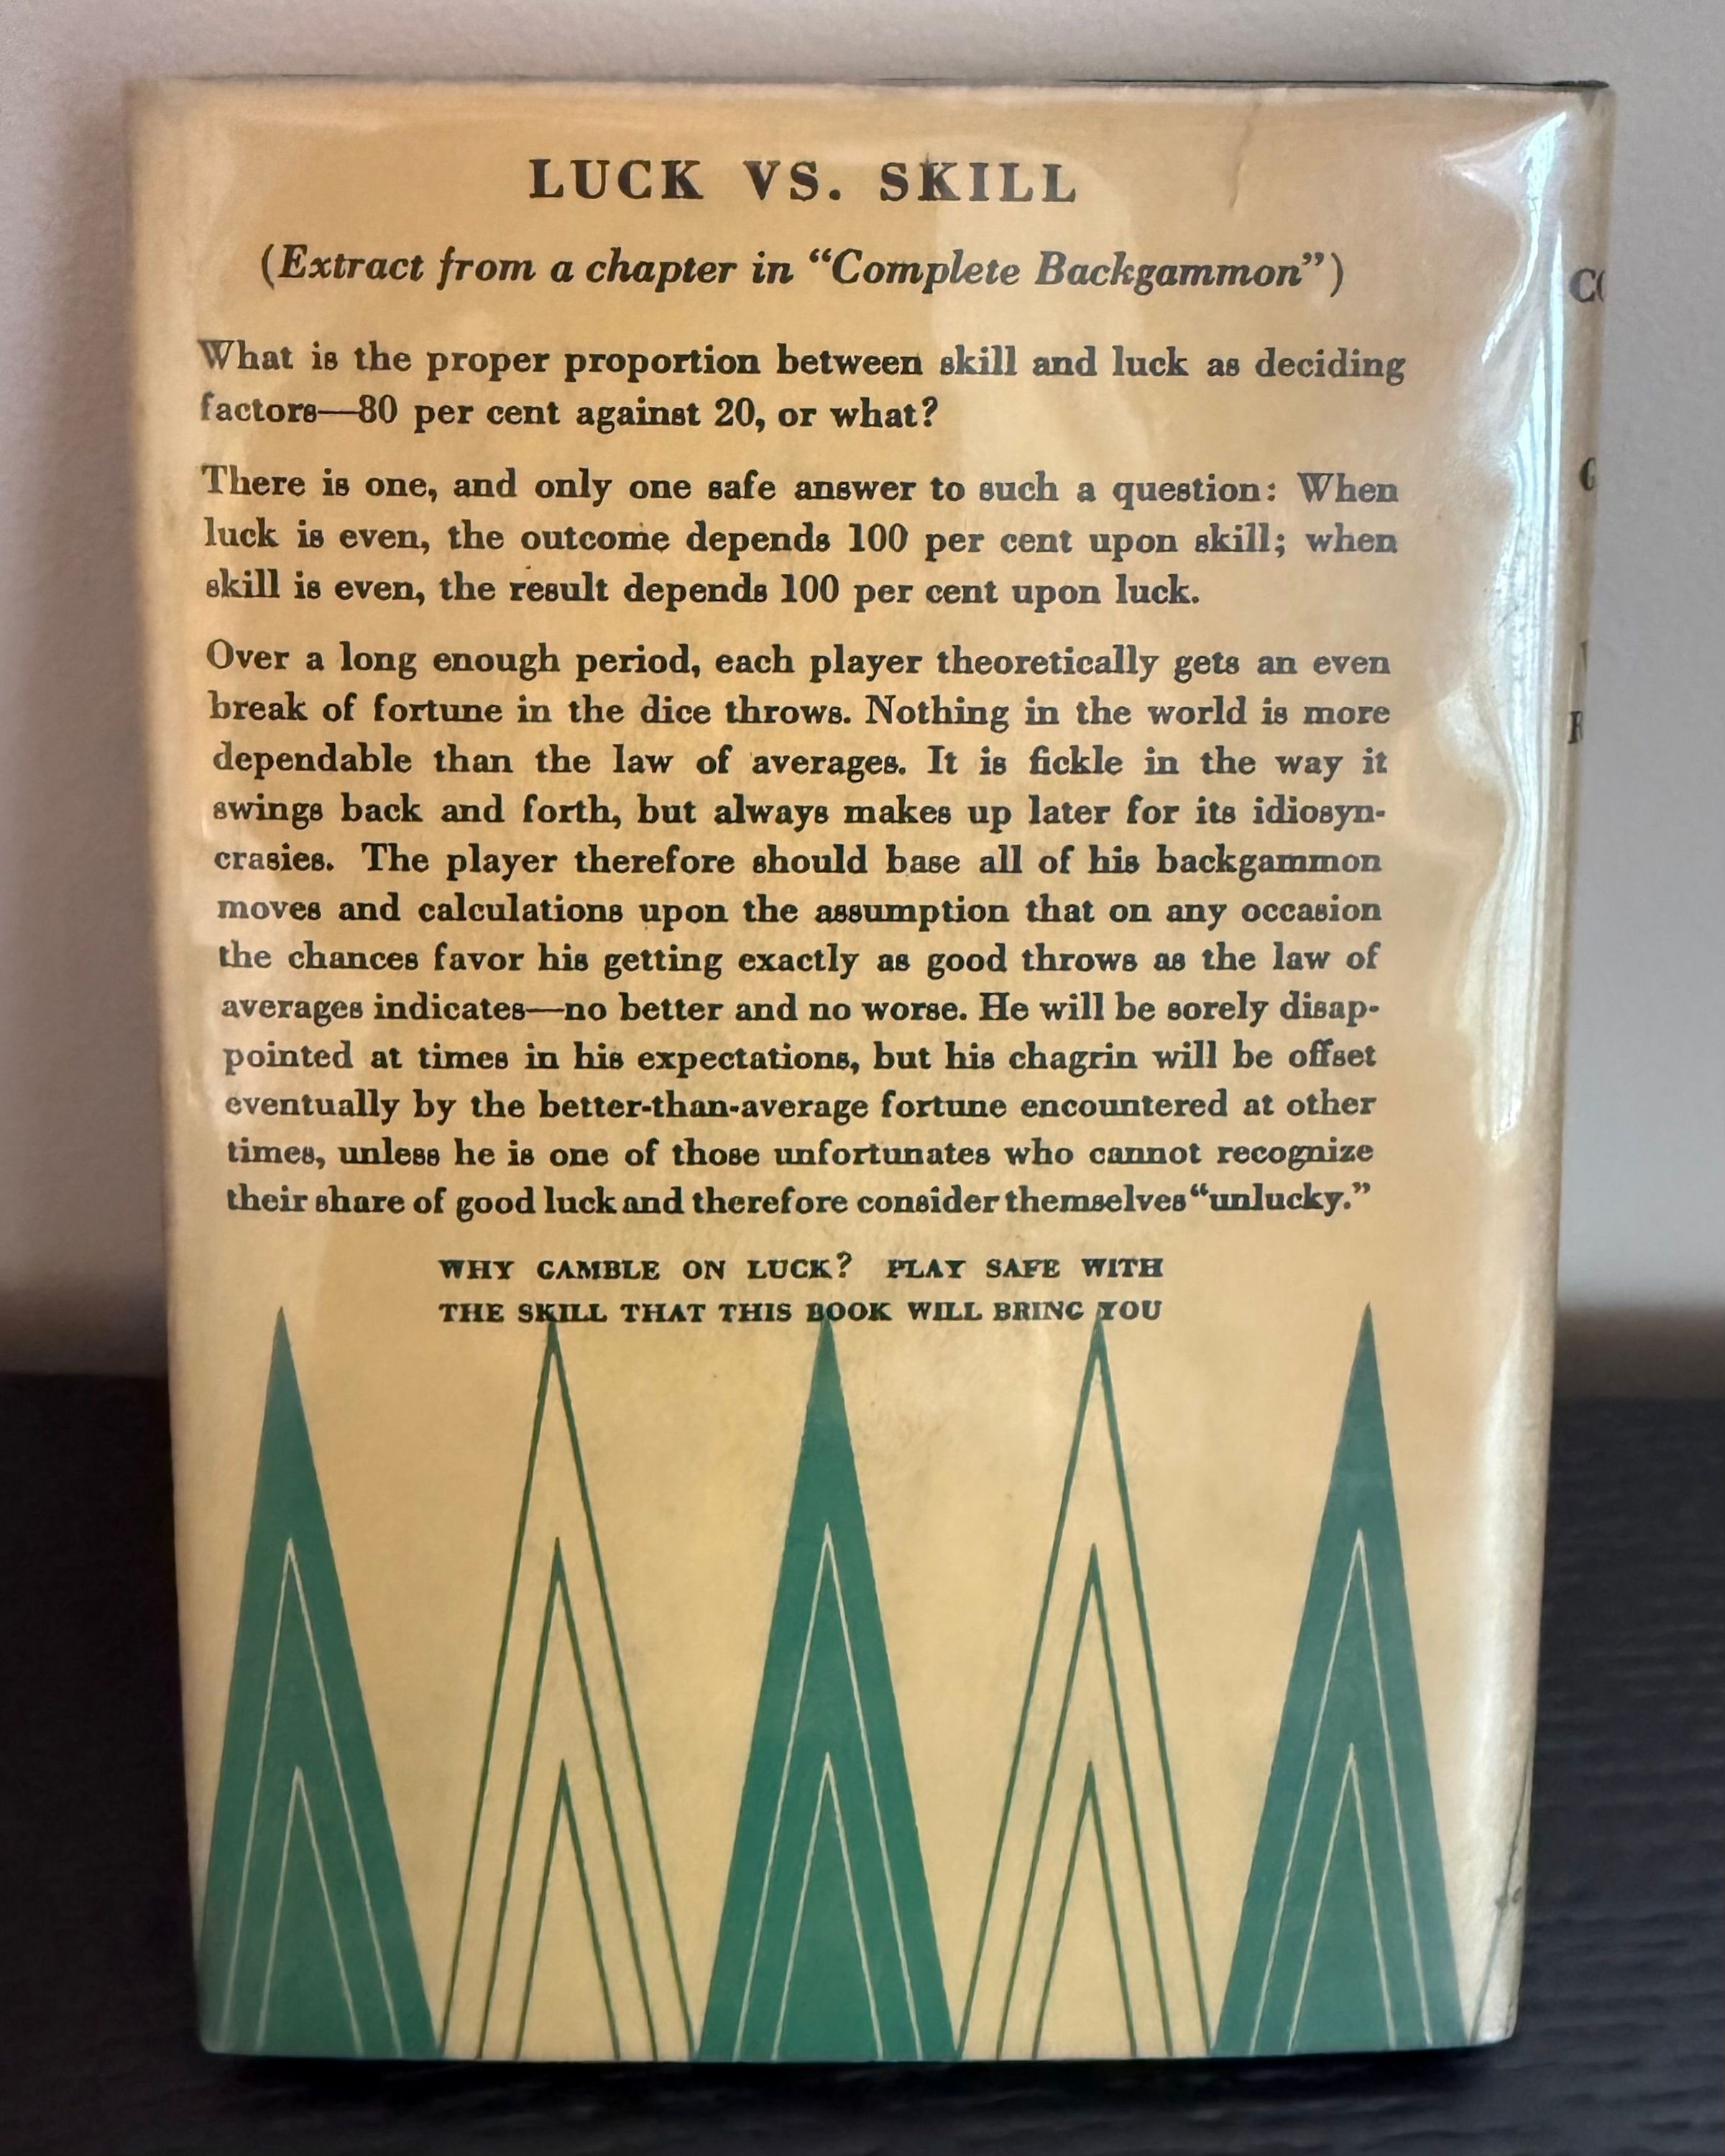 LUCK VS. SKILL
(Extract from a chapter in “Complete Backgammon”)
What is the proper proportion between skill and luck as deciding
factors—80 per cent against 20, or what?
There is one, and only one safe answer to such a question: When
luck is even, the outcome depends 100 per cent upon skill; when
skill is even, the result depends 100 per cent upon luck.
Over a long enough period, each player theoretically gets an even
break of fortune in the dice throws. Nothing in the world is more
dependable than the law of averages. It is fickle in the way it
swings back and forth, but always makes up later for its idiosyn-
crasies. The player therefore should base all of his backgammon
moves and calculations upon the assumption that on any occasion
the chances favor his getting exactly as good throws as the law of
averages indicates—no better and no worse. He will be sorely disap-
pointed at times in his expectations, but his chagrin will be offset
eventually by the better-than-average fortune encountered at other
times, unless he is one of those unfortunates who cannot recognize
their share of good luck and therefore consider themselves “unlucky.”
WHY GAMBLE ON LUCK? PLAY SAFE WITH
THE SKILL THAT THIS BOOK WILL BRING YOU